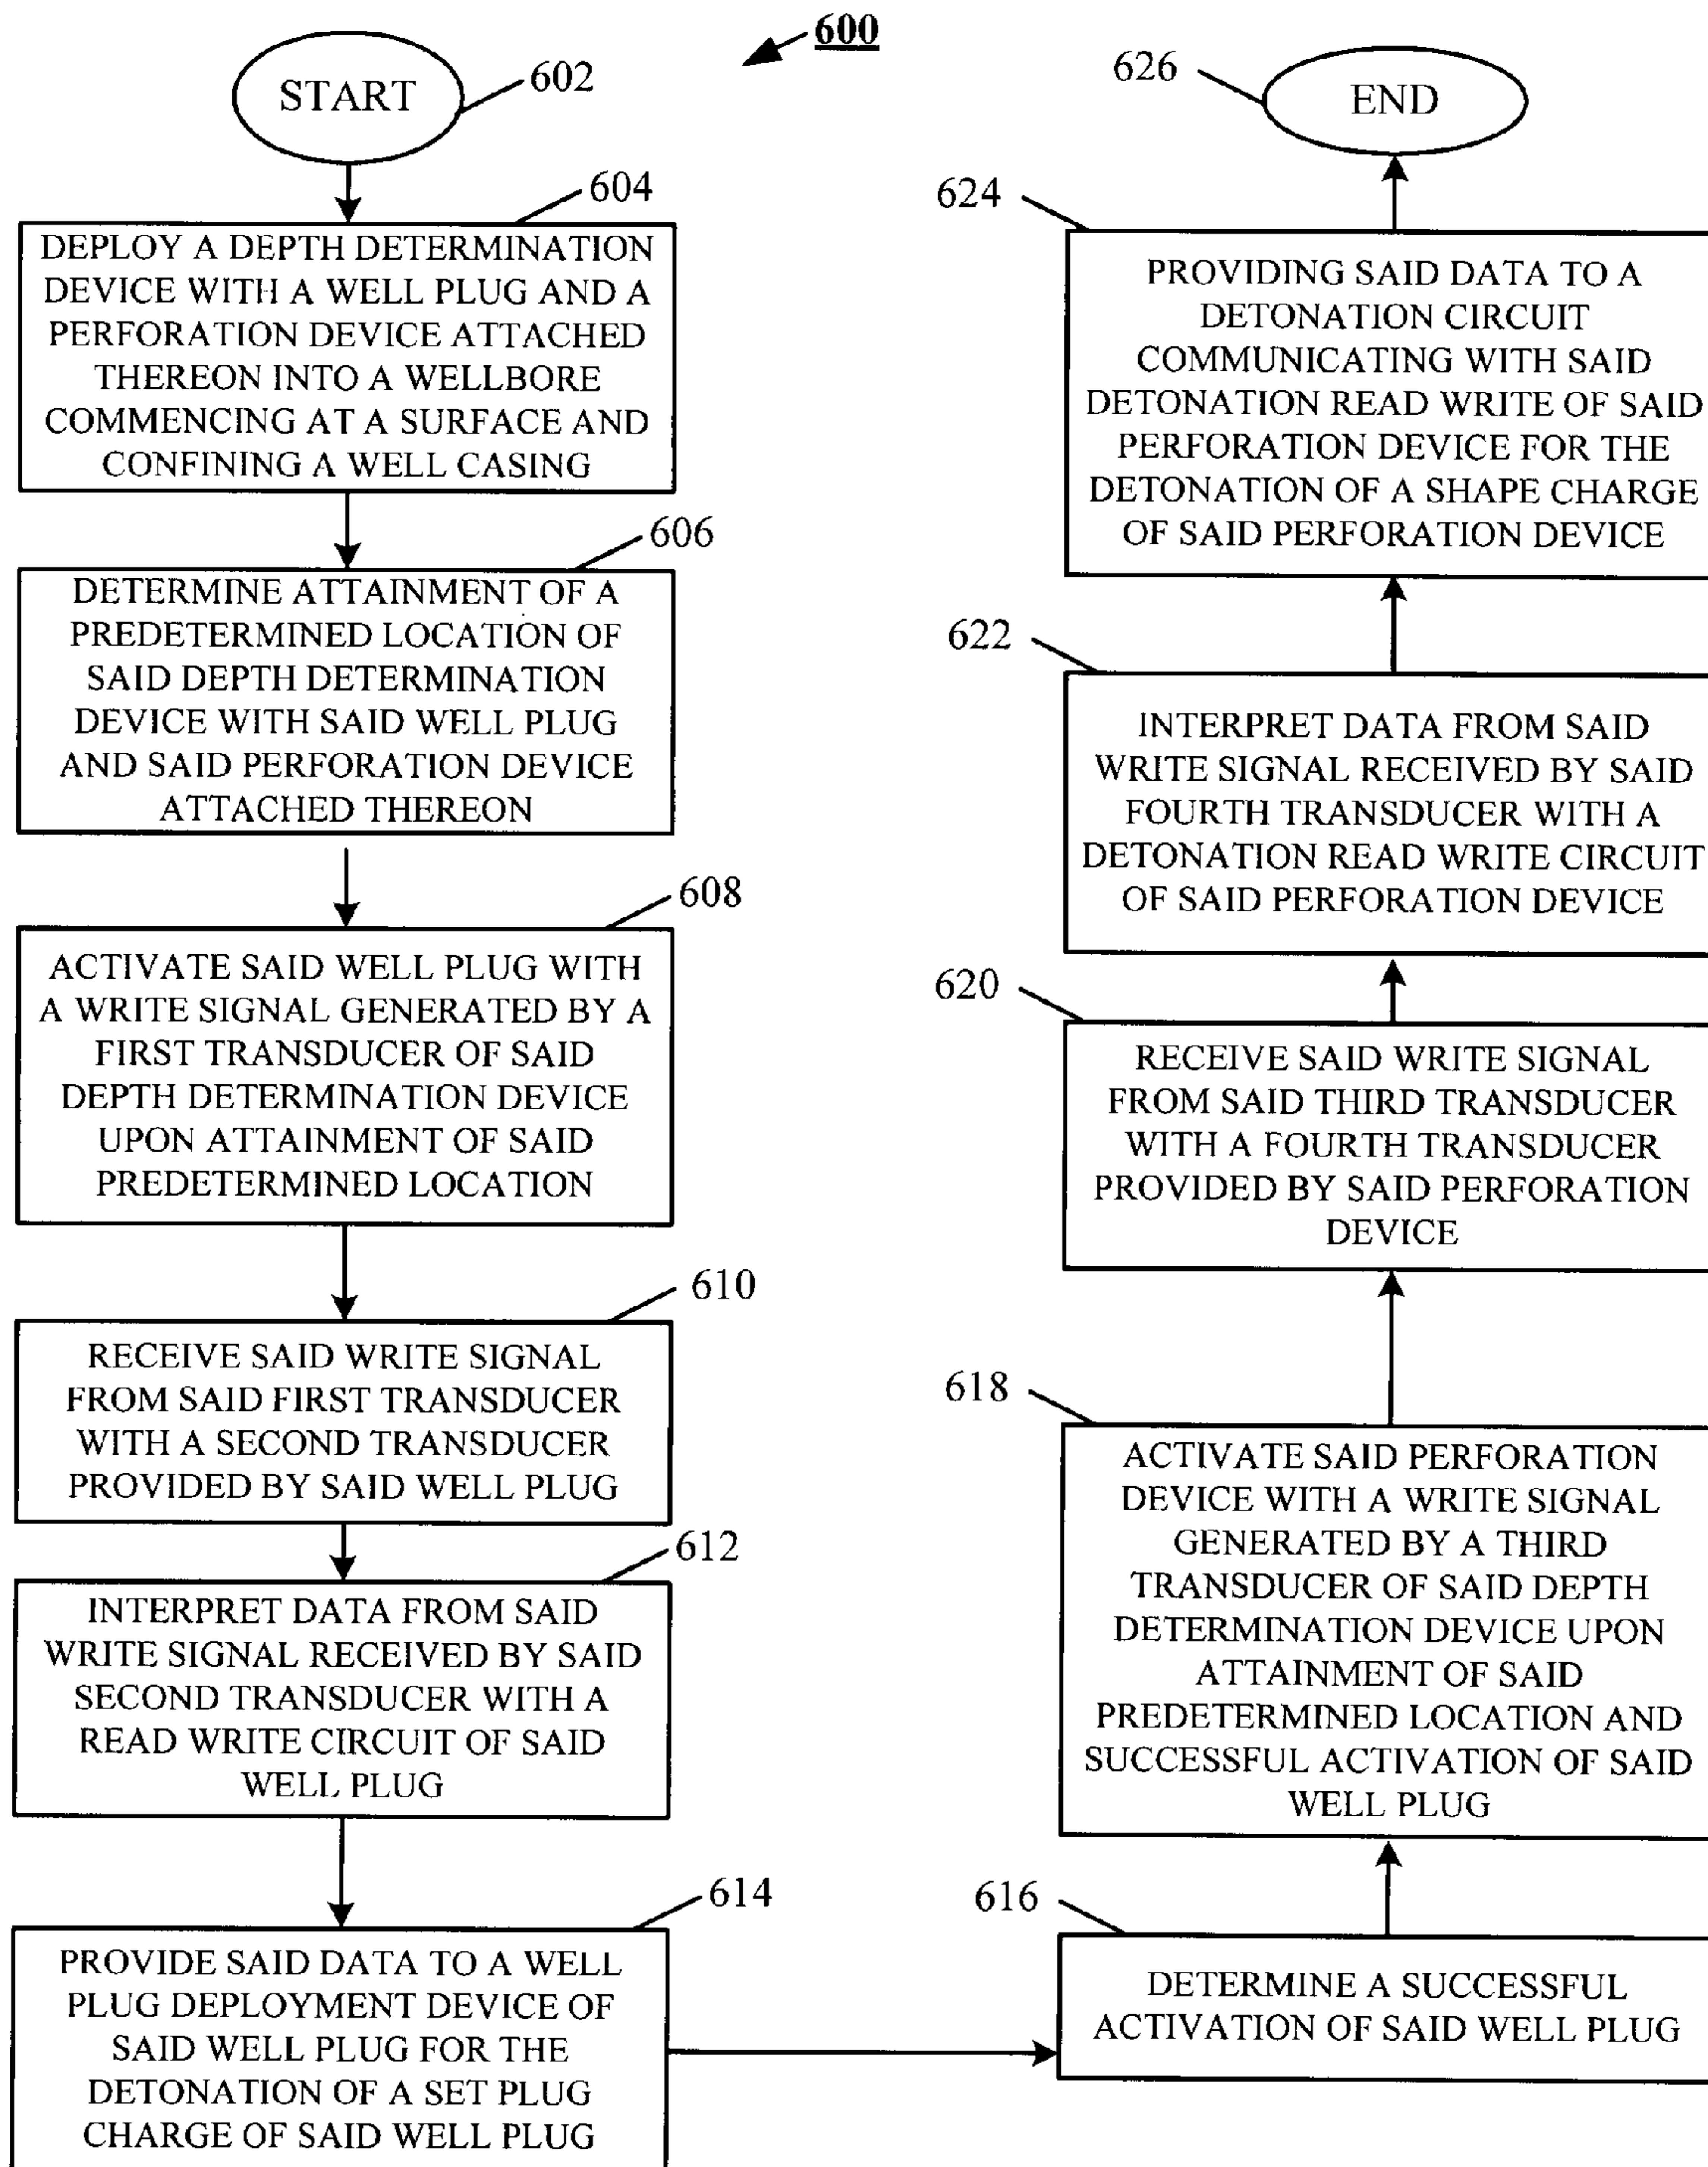 600
START
602
604
DEPLOY A DEPTH DETERMINATION
DEVICE WITH A WELL PLUG AND A
PERFORATION DEVICE ATTACHED
THEREON INTO A WELLBORE
COMMENCING AT A SURFACE AND
CONFINING A WELL CASING
606
DETERMINE ATTAINMENT OF A
PREDETERMINED LOCATION OF
SAID DEPTH DETERMINATION
DEVICE WITH SAID WELL PLUG
AND SAID PERFORATION DEVICE
ATTACHED THEREON
608
ACTIVATE SAID WELL PLUG WITH
A WRITE SIGNAL GENERATED BY A
FIRST TRANSDUCER OF SAID
DEPTH DETERMINATION DEVICE
UPON ATTAINMENT OF SAID
PREDETERMINED LOCATION
610
RECEIVE SAID WRITE SIGNAL
FROM SAID FIRST TRANSDUCER
WITH A SECOND TRANSDUCER
PROVIDED BY SAID WELL PLUG
612
INTERPRET DATA FROM SAID
WRITE SIGNAL RECEIVED BY SAID
SECOND TRANSDUCER WITH A
READ WRITE CIRCUIT OF SAID
WELL PLUG
614
PROVIDE SAID DATA TO A WELL
PLUG DEPLOYMENT DEVICE OF
SAID WELL PLUG FOR THE
DETONATION OF A SET PLUG
CHARGE OF SAID WELL PLUG
616
DETERMINE A SUCCESSFUL
ACTIVATION OF SAID WELL PLUG
618
ACTIVATE SAID PERFORATION
DEVICE WITH A WRITE SIGNAL
GENERATED BY A THIRD
TRANSDUCER OF SAID DEPTH
DETERMINATION DEVICE UPON
ATTAINMENT OF SAID
PREDETERMINED LOCATION AND
SUCCESSFUL ACTIVATION OF SAID
WELL PLUG
620
RECEIVE SAID WRITE SIGNAL
FROM SAID THIRD TRANSDUCER
WITH A FOURTH TRANSDUCER
PROVIDED BY SAID PERFORATION
DEVICE
622
INTERPRET DATA FROM SAID
WRITE SIGNAL RECEIVED BY SAID
FOURTH TRANSDUCER WITH A
DETONATION READ WRITE CIRCUIT
OF SAID PERFORATION DEVICE
624
PROVIDING SAID DATA TO A
DETONATION CIRCUIT
COMMUNICATING WITH SAID
DETONATION READ WRITE OF SAID
PERFORATION DEVICE FOR THE
DETONATION OF A SHAPE CHARGE
OF SAID PERFORATION DEVICE
626
END